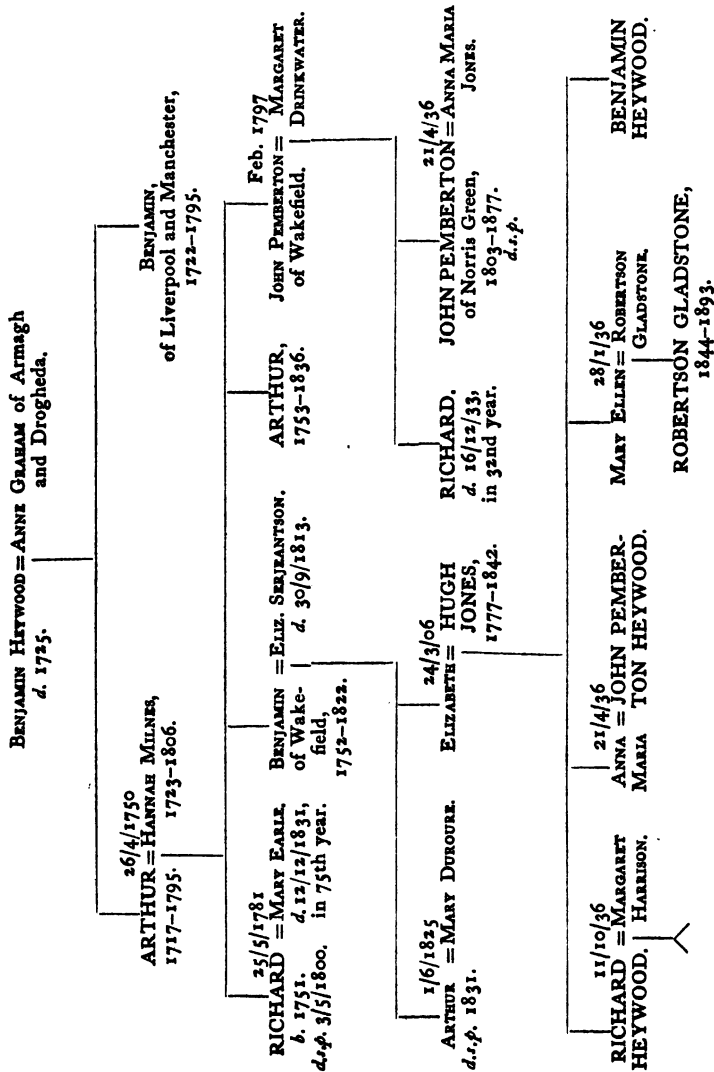 BENJAMIN HEYWOOD = ANNE GRAHAM of Armagh
d. 1725.
and Drogheda.
26/4/1750
ARTHUR = HANNAH MILNES,
1717–1795.
1723–1806.
BENJAMIN,
of Liverpool and Manchester,
1722–1795.
25/5/1781
RICHARD = MARY EARLE.
b. 1751.
d. 12/12/1831,
d.s.p. 3/5/1800.
in 75th year.
BENJAMIN = ELIZ. SERJEANTSON.
of Wake-
d. 30/9/1813.
field,
1752–1822.
ARTHUR,
1753–1836.
Feb. 1797
JOHN PEMBERTON = MARGARET
of Wakefield.
DRINKWATER.
1/6/1825
ARTHUR = MARY DUROURE.
d.s.p. 1831.
24/3/06
ELIZABETH = HUGH
JONES,
1777–1842.
RICHARD.
d. 16/12/33,
in 32nd year.
21/4/36
JOHN PEMBERTON = ANNA MARIA
of Norris Green,
JONES.
1803–1877.
d.s.p.
11/10/36
RICHARD = MARGARET
HEYWOOD.
HARRISON.
21/4/36
ANNA = JOHN PEMBER-
MARIA
TON HEYWOOD.
28/1/36
MARY ELLEN = ROBERTSON
GLADSTONE.
ROBERTSON GLADSTONE,
1844–1893.
BENJAMIN
HEYWOOD.